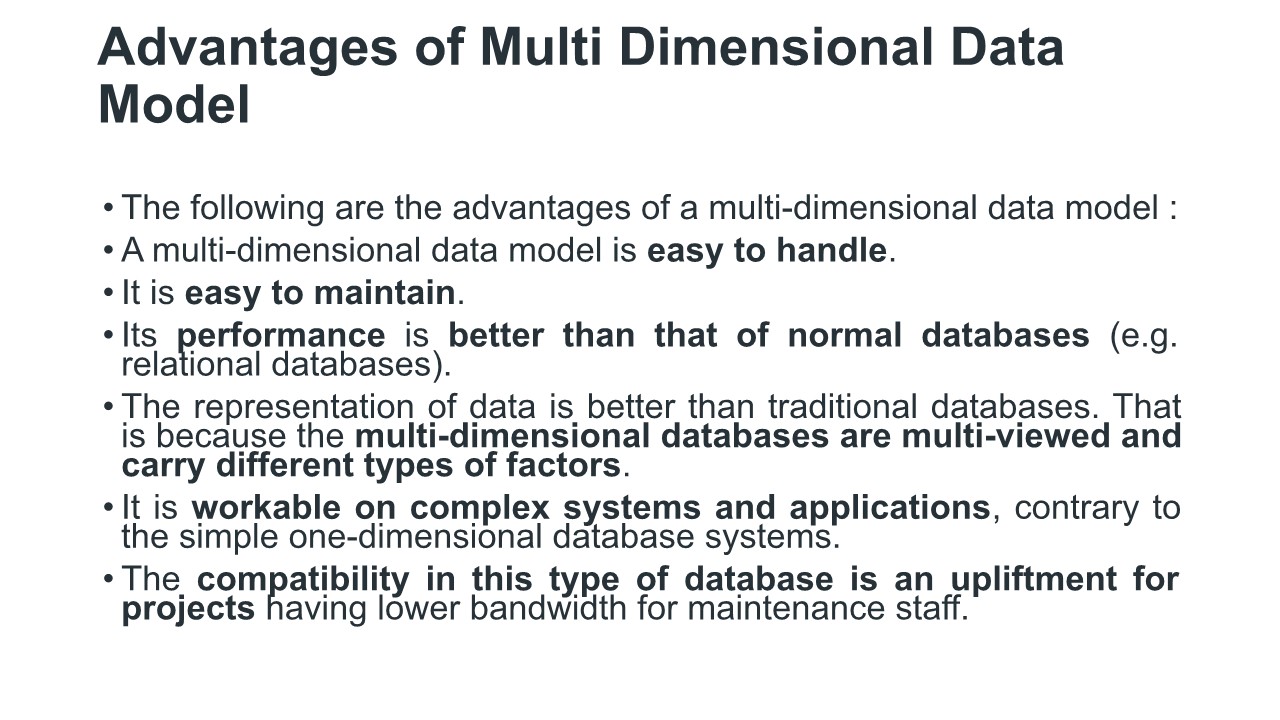 Advantages of Multi Dimensional Data
Model
• The following are the advantages of a multi-dimensional data model :
• A multi-dimensional data model is easy to handle.
• It is easy to maintain.
• Its performance is better than that of normal databases (e.g.
relational databases).
• The representation of data is better than traditional databases. That
is because the multi-dimensional databases are multi-viewed and
carry different types of factors.
• It is workable on complex systems and applications, contrary to
the simple one-dimensional database systems.
• The compatibility in this type of database is an upliftment for
projects having lower bandwidth for maintenance staff.